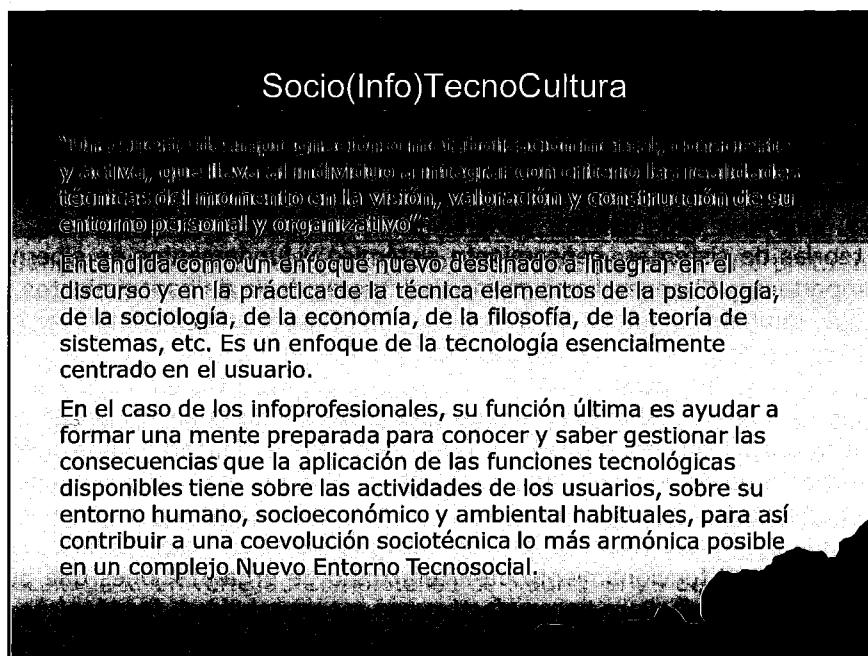 Socio(Info)TecnoCultura
y activa, que lleva al individuo a integrar con criterio las realidades
técnicas del momento en la visión, valoración y construcción de su
entorno personal y organizativo”.
Entendida como un enfoque nuevo destinado a integrar en el
discurso y en la práctica de la técnica elementos de la psicología,
de la sociología, de la economía, de la filosofía, de la teoría de
sistemas, etc. Es un enfoque de la tecnología esencialmente
centrado en el usuario.
En el caso de los infoprofesionales, su función última es ayudar a
formar una mente preparada para conocer y saber gestionar las
consecuencias que la aplicación de las funciones tecnológicas
disponibles tiene sobre las actividades de los usuarios, sobre su
entorno humano, socioeconómico y ambiental habituales, para así
contribuir a una coevolución sociotécnica lo más armónica posible
en un complejo Nuevo Entorno Tecnosocial.